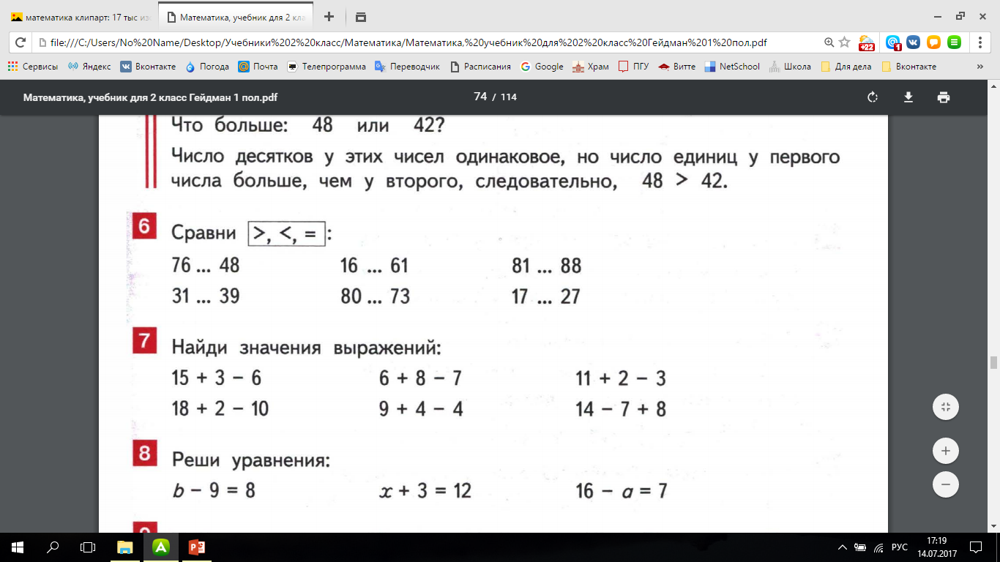 математика клипарт: 17 тыс изо
Математика, учебник для 2 кла
file:///C:/Users/No%20Name/Desktop/Учебники%202%20класс/Математика/Математика,%20учебник%20для%202%20класс%20Гейдман%201%20пол.pdf
+22
1
Сервисы Яндекс Вконтакте Погода Почта Телепрограмма Переводчик Расписания Google Храм ПГУ Витте NetSchool Школа Для дела Вконтакте »
Математика, учебник для 2 класс Гейдман 1 пол.pdf 74 / 114
Что больше: 48 или 42?
Число десятков у этих чисел одинаковое, но число единиц у первого
числа больше, чем у второго, следовательно, 48 > 42.
6 Сравни >, <, = :
76 ... 48 16 ... 61 81 ... 88
31 ... 39 80 ... 73 17 ... 27
7 Найди значения выражений:
15 + 3 − 6 6 + 8 − 7 11 + 2 − 3
18 + 2 − 10 9 + 4 − 4 14 − 7 + 8
8 Реши уравнения:
b − 9 = 8 x + 3 = 12 16 − a = 7
РУС
17:19
14.07.2017